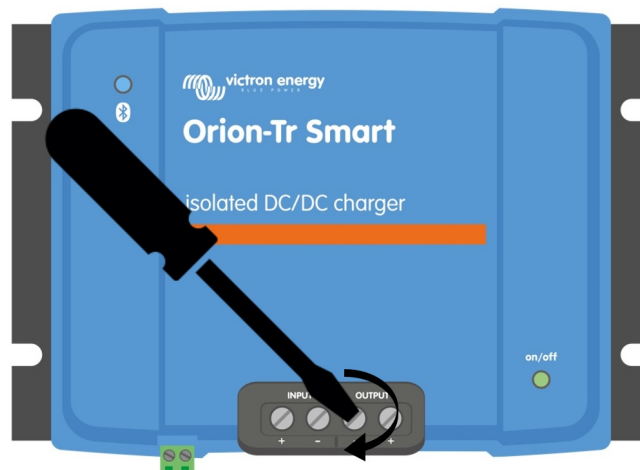 victron energy
BLUE POWER
Orion-Tr Smart
isolated DC/DC charger
on/off
INPUT OUTPUT
+ - +